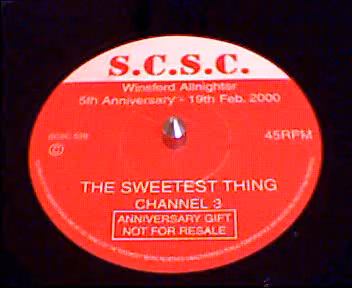 S.C.S.C.
Winsford Allnighter
5th Anniversary - 19th Feb. 2000
45RPM
THE SWEETEST THING
CHANNEL 3
ANNIVERSARY GIFT
NOT FOR RESALE